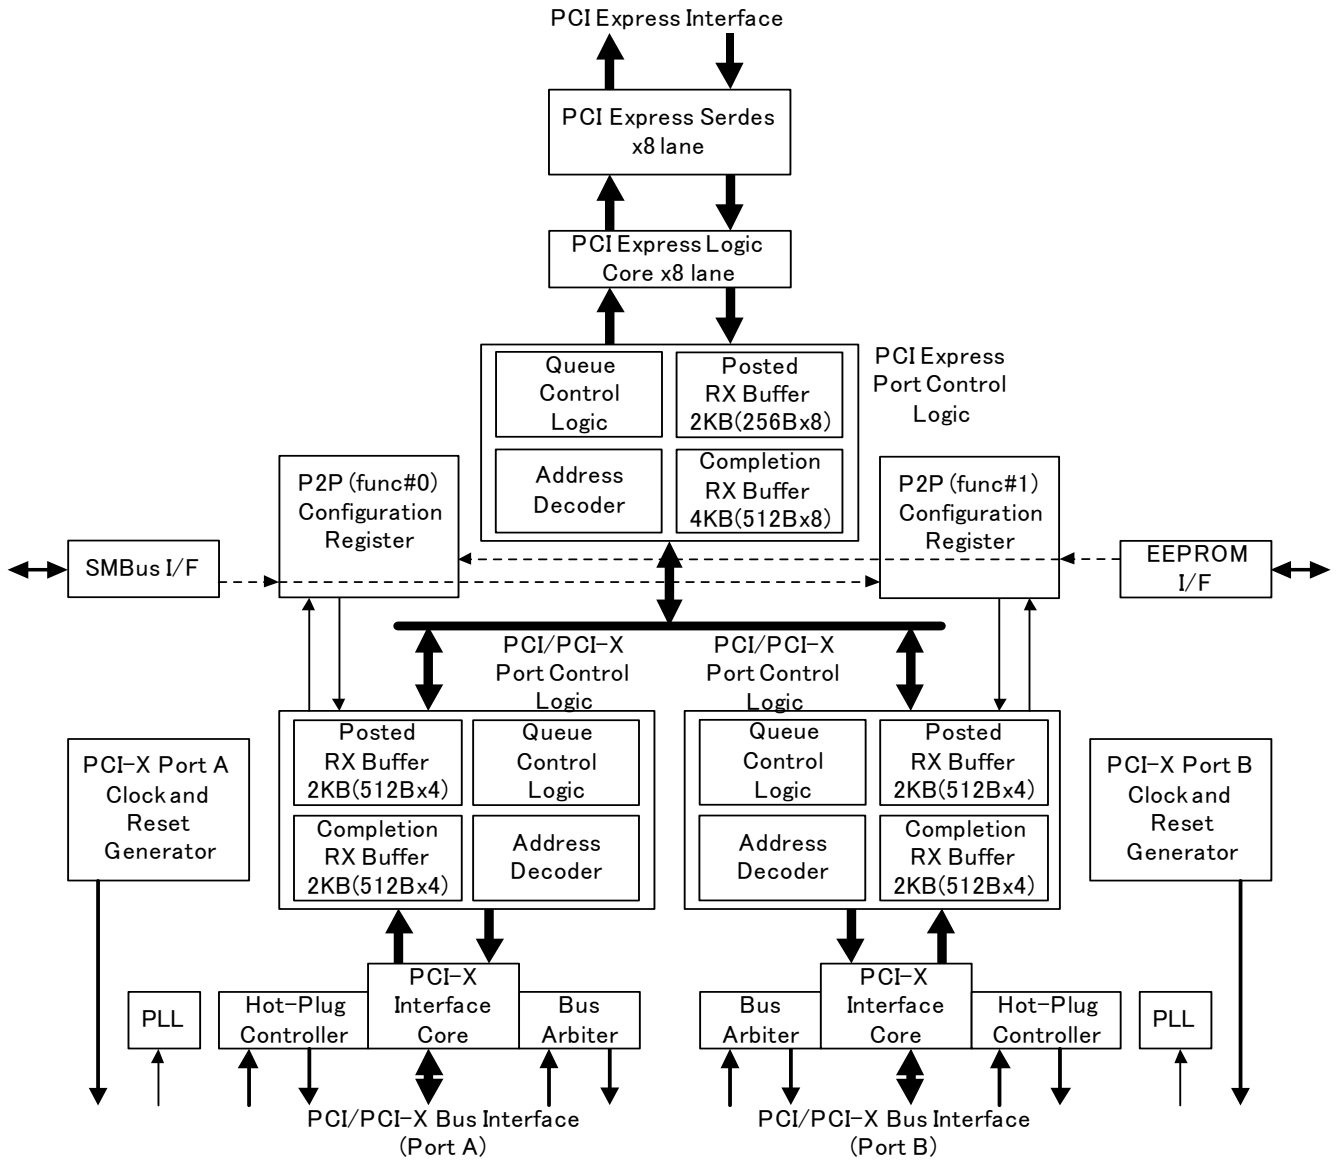 PCI Express Interface
PCI Express Serdes
x8 lane
PCI Express Logic
Core x8 lane
Queue
Control
Logic
Posted
RX Buffer
2KB(256Bx8)
Address
Decoder
Completion
RX Buffer
4KB(512Bx8)
PCI Express
Port Control
Logic
P2P (func#0)
Configuration
Register
P2P (func#1)
Configuration
Register
SMBus I/F
EEPROM
I/F
PCI/PCI-X
Port Control
Logic
PCI/PCI-X
Port Control
Logic
PCI-X Port A
Clock and
Reset
Generator
Posted
RX Buffer
2KB(512Bx4)
Queue
Control
Logic
Completion
RX Buffer
2KB(512Bx4)
Address
Decoder
Queue
Control
Logic
Posted
RX Buffer
2KB(512Bx4)
Address
Decoder
Completion
RX Buffer
2KB(512Bx4)
PCI-X Port B
Clock and
Reset
Generator
PLL
Hot-Plug
Controller
PCI-X
Interface
Core
Bus
Arbiter
Bus
Arbiter
PCI-X
Interface
Core
Hot-Plug
Controller
PLL
PCI/PCI-X Bus Interface
(Port A)
PCI/PCI-X Bus Interface
(Port B)